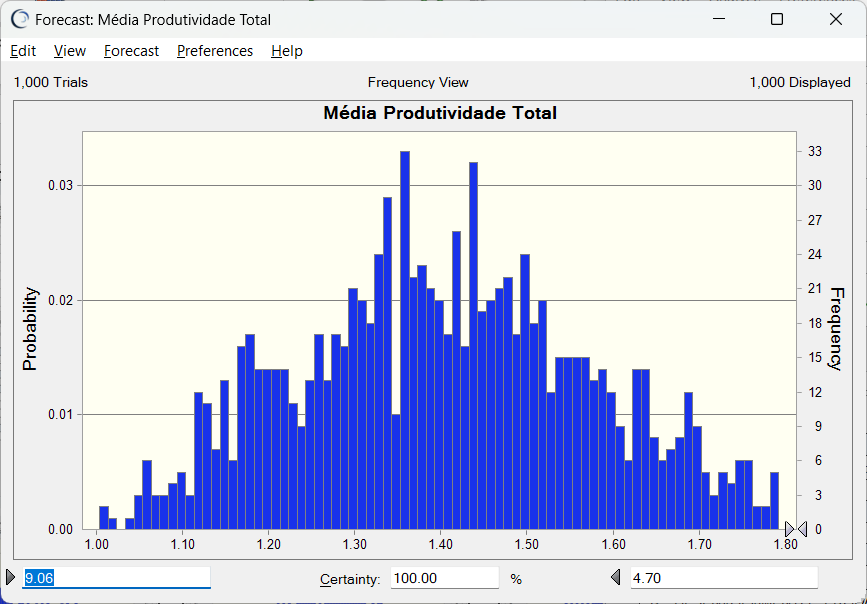 Forecast: Média Produtividade Total
Edit View Forecast Preferences Help
1,000 Trials Frequency View 1,000 Displayed
Média Produtividade Total
Probability
0.03
0.02
0.01
0.00
33
30
27
24
21
18
15
12
9
6
3
0
Frequency
1.00 1.10 1.20 1.30 1.40 1.50 1.60 1.70 1.80
9.06 Certainty: 100.00 % 4.70